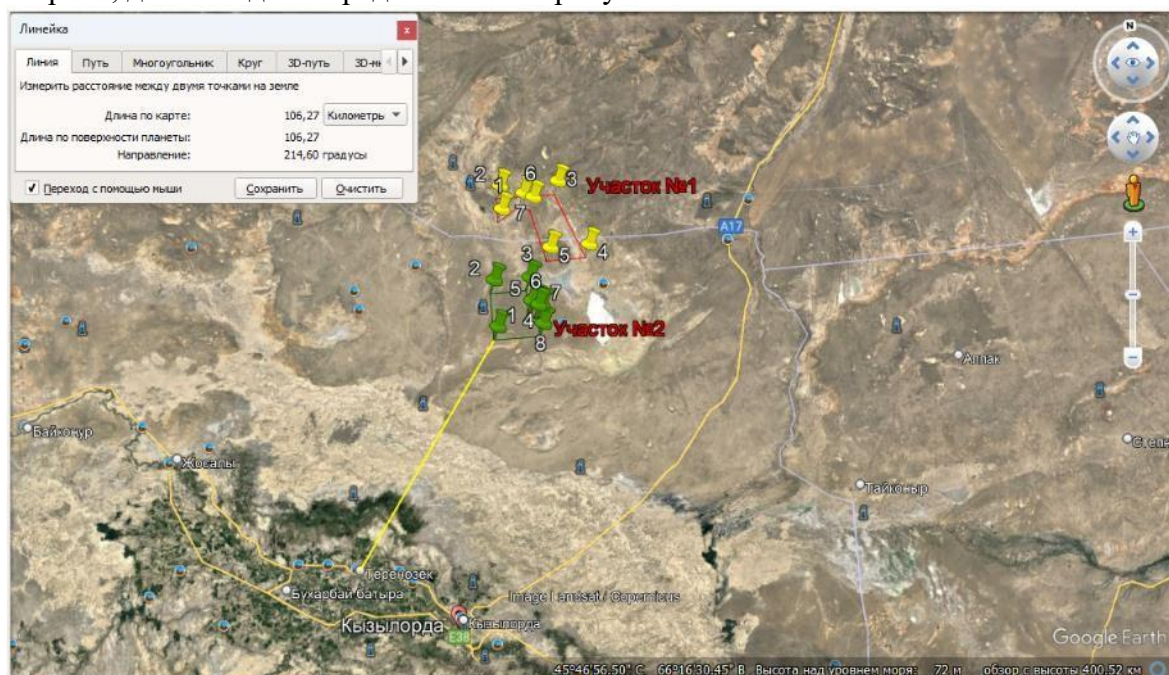 Линейка
x
Линия Путь Многоугольник Круг 3D-путь
Измерить расстояние между двумя точками на земле
Длина по карте: 106,27 Километры
Длина по поверхности планеты: 106,27
Направление: 214,60 градусы
Переход с помощью мыши Сохранить Очистить
N
2 1 6 3 Участок №1
7
5 4
A17
2 3
5 6 7
1 4 Участок №2
8
Аппак
Байконур
Жосалы
Тайконыр
Теренозек
Бухарбай батыра
Image Landsat / Copernicus
Кызылорда
Кызылорда
E38
Google Earth
45°46'56.50" С 66°16'30.45" В Высота над уровнем моря: 72 м обзор с высоты 400.52 км